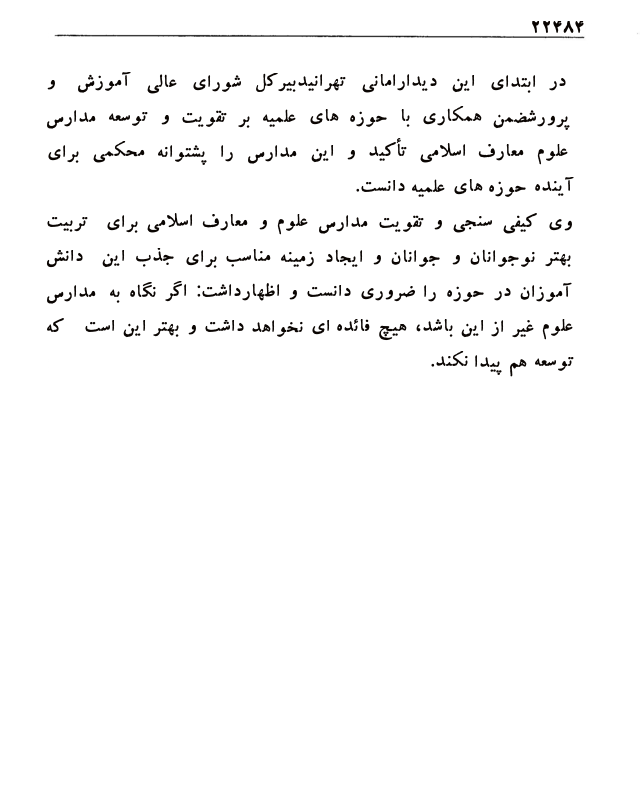 ۲۲۴۸۴
در ابتدای این دیدارامانی تهرانیدبیرکل شورای عالی آموزش و
پرورشضمن همکاری با حوزه های علمیه بر تقویت و توسعه مدارس
علوم معارف اسلامی تأکید و این مدارس را پشتوانه محکمی برای
آینده حوزه های علمیه دانست.
وی کیفی سنجی و تقویت مدارس علوم و معارف اسلامی برای تربیت
بهتر نوجوانان و جوانان و ایجاد زمینه مناسب برای جذب این دانش
آموزان در حوزه را ضروری دانست و اظهارداشت: اگر نگاه به مدارس
علوم غیر از این باشد، هیچ فائده ای نخواهد داشت و بهتر این است که
توسعه هم پیدا نکند.